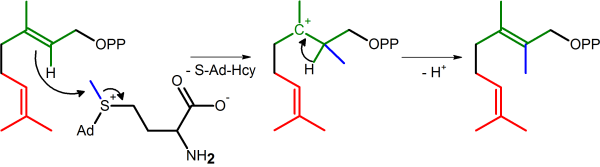 OPP
H
S+
Ad
O
O-
NH2
- S-Ad-Hcy
C+
H
OPP
- H+
OPP